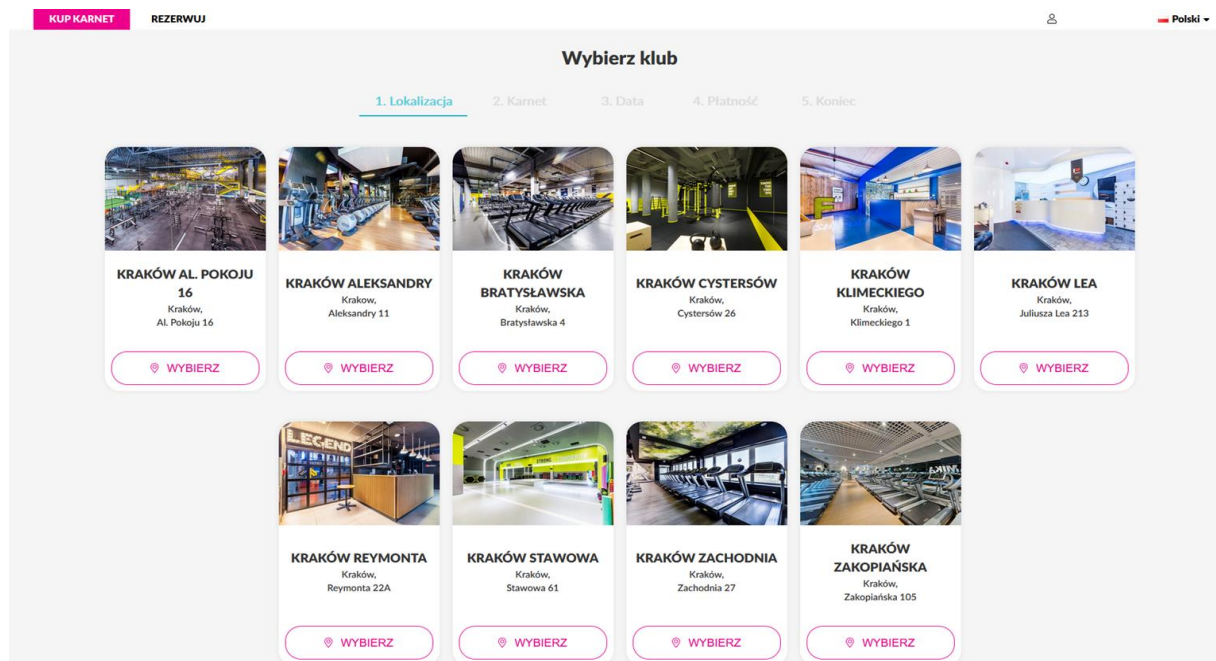 KUP KARNET
REZERWUJ
Polski
Wybierz klub
1. Lokalizacja
2. Karnet
3. Data
4. Płatność
5. Koniec
KRAKÓW AL. POKOJU
16
Kraków,
Al. Pokoju 16
WYBIERZ
KRAKÓW ALEKSANDRY
Krakow,
Aleksandry 11
WYBIERZ
KRAKÓW
BRATYSŁAWSKA
Kraków,
Bratysławska 4
WYBIERZ
KRAKÓW CYSTERSÓW
Kraków,
Cystersów 26
WYBIERZ
KRAKÓW
KLIMECKIEGO
Kraków,
Klimeckiego 1
WYBIERZ
KRAKÓW LEA
Kraków,
Juliusza Lea 213
WYBIERZ
LEGEND
KRAKÓW REYMONTA
Kraków,
Reymonta 22A
WYBIERZ
STRONG
KRAKÓW STAWOWA
Kraków,
Stawowa 61
WYBIERZ
KRAKÓW ZACHODNIA
Kraków,
Zachodnia 27
WYBIERZ
KRAKÓW
ZAKOPIAŃSKA
Kraków,
Zakopiańska 105
WYBIERZ